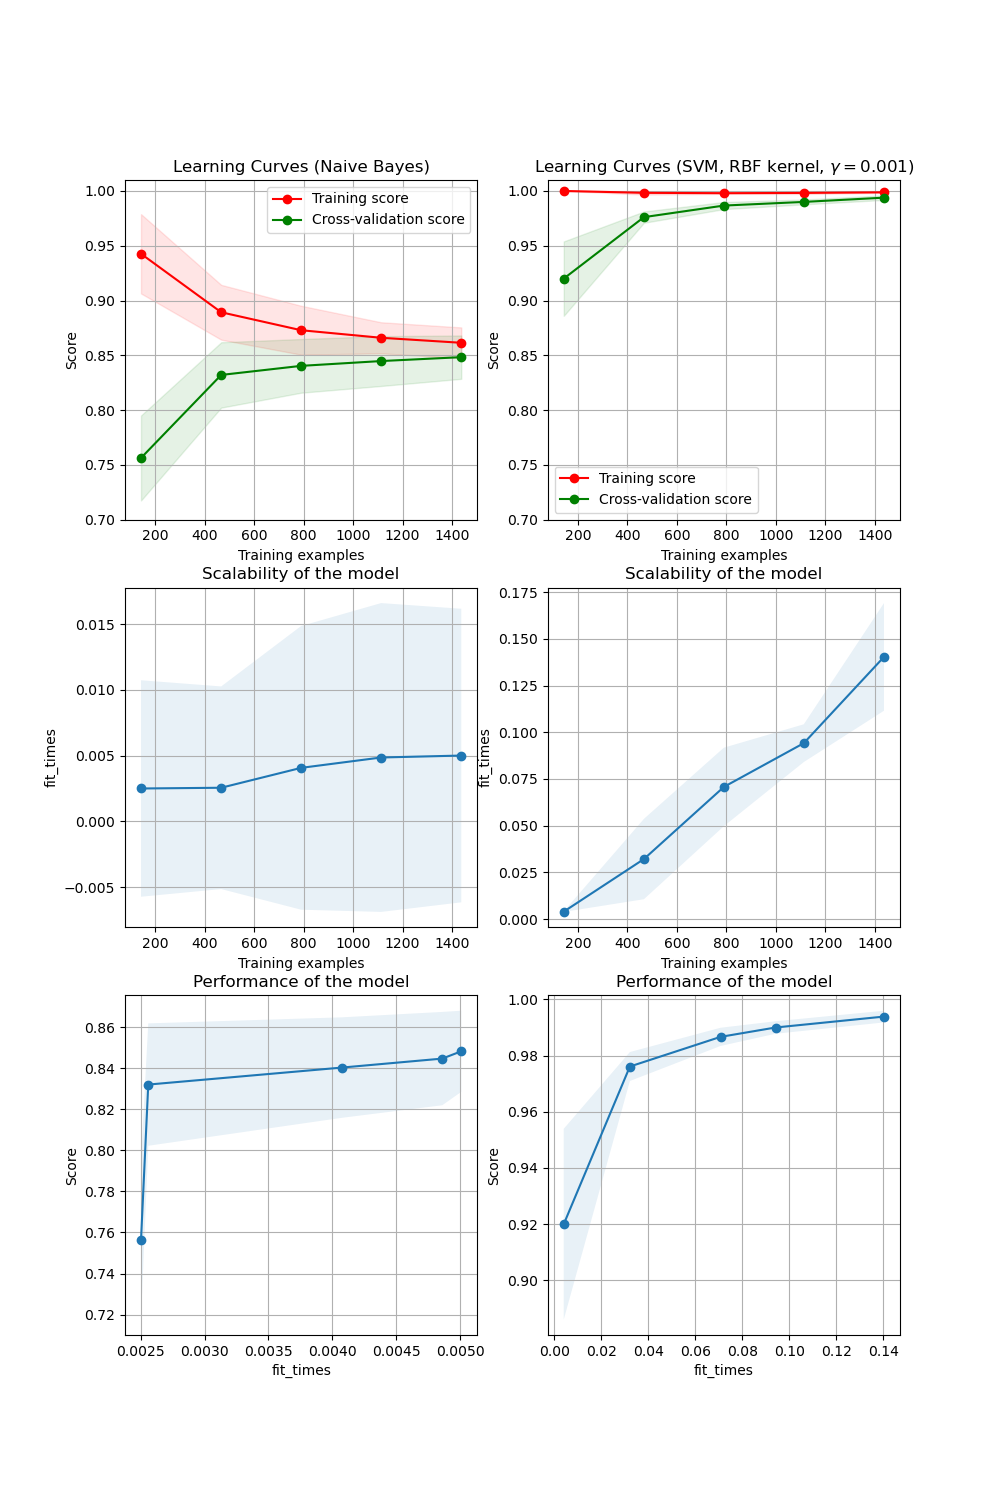 Learning Curves (Naive Bayes)
1.00
0.95
0.90
0.85
0.80
0.75
0.70
Score
Training score
Cross-validation score
200 400 600 800 1000 1200 1400
Training examples
Learning Curves (SVM, RBF kernel, γ = 0.001)
1.00
0.95
0.90
0.85
0.80
0.75
0.70
Score
Training score
Cross-validation score
200 400 600 800 1000 1200 1400
Training examples
Scalability of the model
0.015
0.010
0.005
0.000
−0.005
fit_times
200 400 600 800 1000 1200 1400
Training examples
Scalability of the model
0.175
0.150
0.125
0.100
0.075
0.050
0.025
0.000
fit_times
200 400 600 800 1000 1200 1400
Training examples
Performance of the model
0.86
0.84
0.82
0.80
0.78
0.76
0.74
0.72
Score
0.0025 0.0030 0.0035 0.0040 0.0045 0.0050
fit_times
Performance of the model
1.00
0.98
0.96
0.94
0.92
0.90
Score
0.00 0.02 0.04 0.06 0.08 0.10 0.12 0.14
fit_times